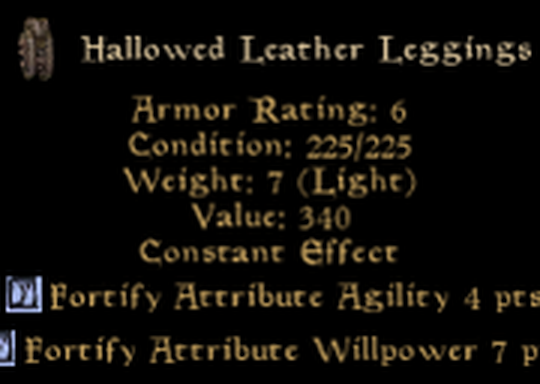 Hallowed Leather Leggings
Armor Rating: 6
Condition: 225/225
Weight: 7 (Light)
Value: 340
Constant Effect
Fortify Attribute Agility 4 pts
Fortify Attribute Willpower 7 p